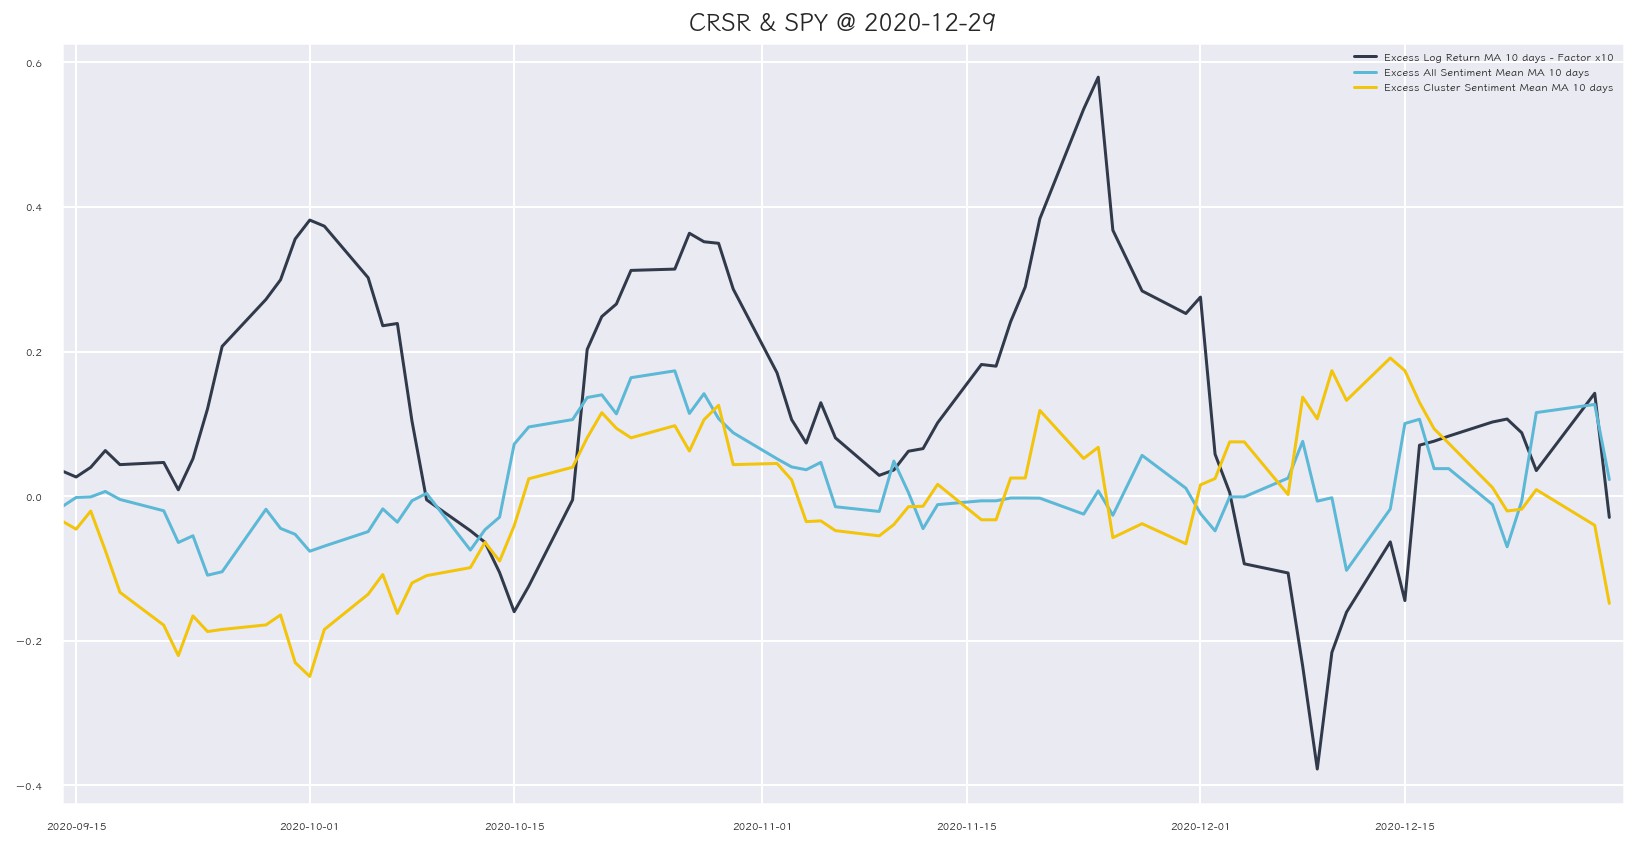 CRSR & SPY @ 2020-12-29
Excess Log Return MA 10 days - Factor x10
Excess All Sentiment Mean MA 10 days
Excess Cluster Sentiment Mean MA 10 days
0.6
0.4
0.2
0.0
−0.2
−0.4
2020-09-15 2020-10-01 2020-10-15 2020-11-01 2020-11-15 2020-12-01 2020-12-15